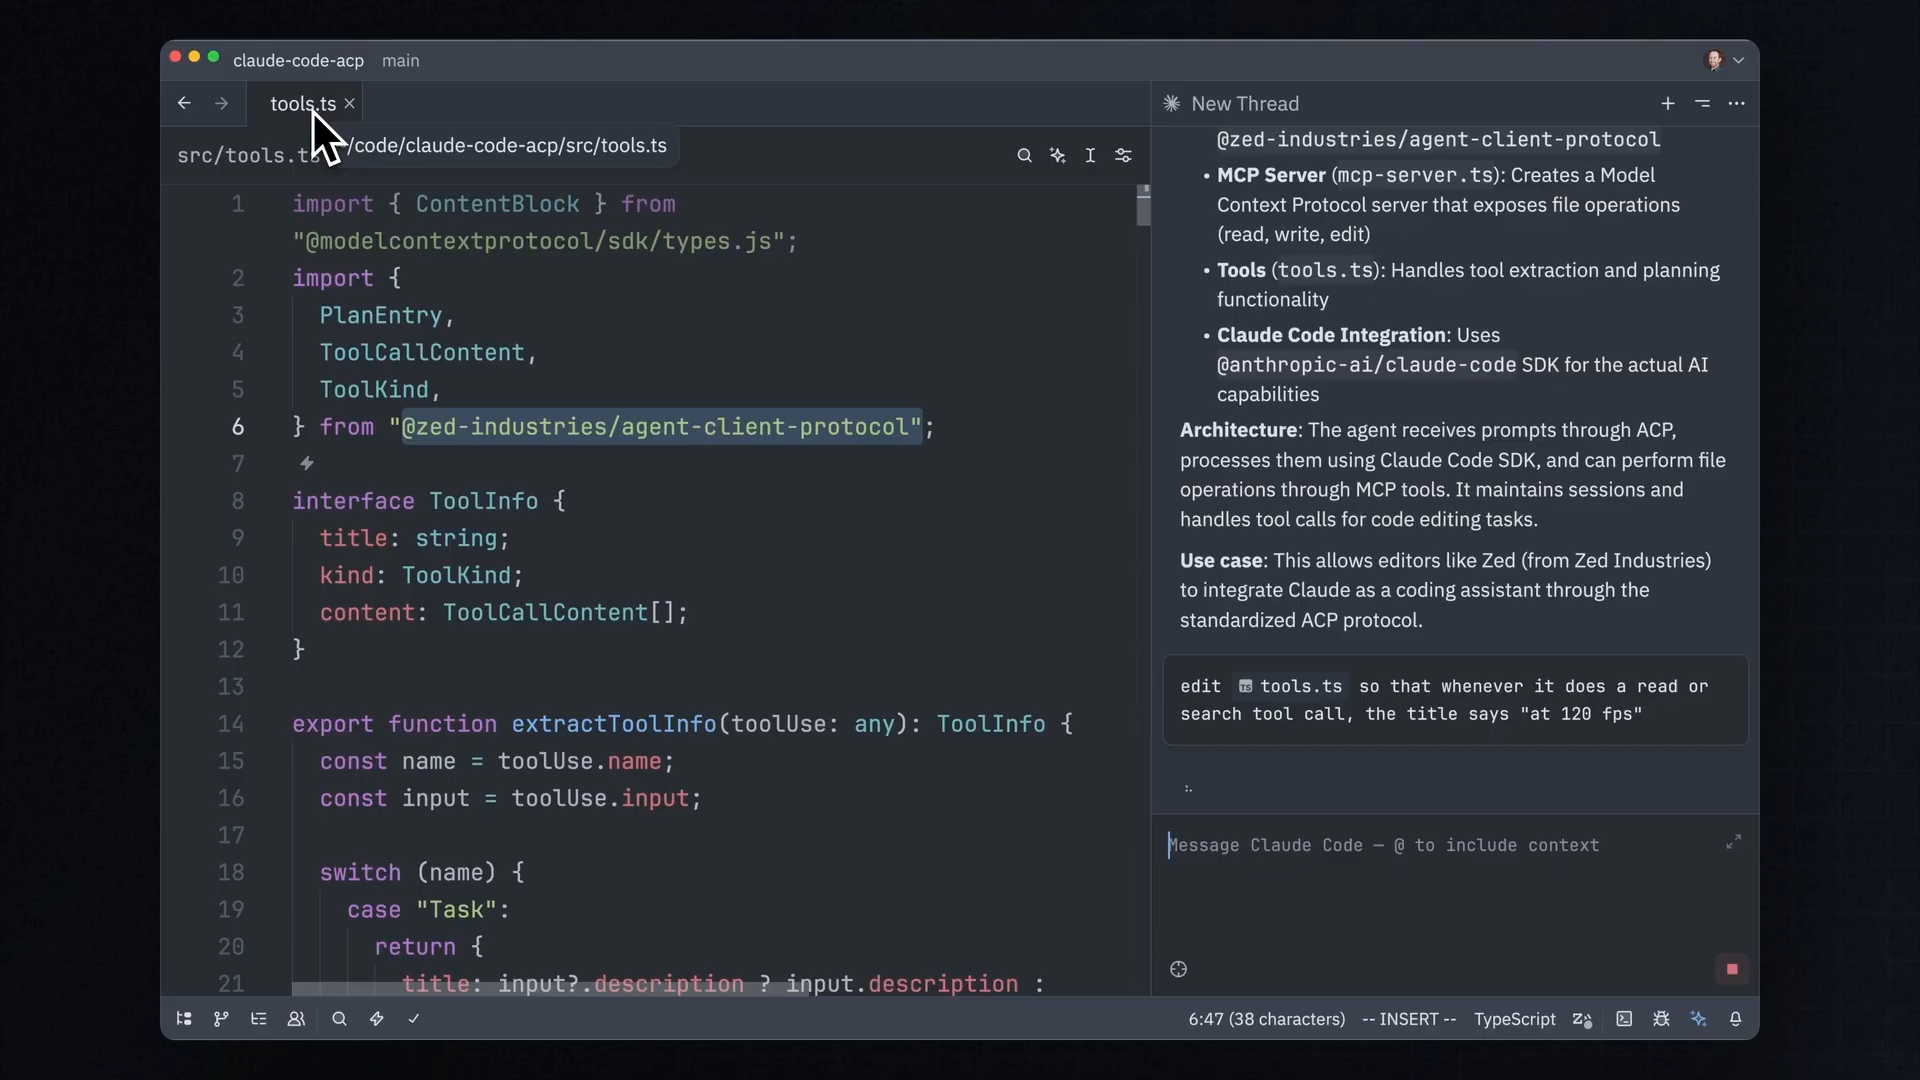 claude-code-acp main
tools.ts
New Thread
src/tools.ts
/code/claude-code-acp/src/tools.ts
1 import { ContentBlock } from
"@modelcontextprotocol/sdk/types.js";
2 import {
3 PlanEntry,
4 ToolCallContent,
5 ToolKind,
6 } from "@zed-industries/agent-client-protocol";
7
8 interface ToolInfo {
9 title: string;
10 kind: ToolKind;
11 content: ToolCallContent[];
12 }
13
14 export function extractToolInfo(toolUse: any): ToolInfo {
15 const name = toolUse.name;
16 const input = toolUse.input;
17
18 switch (name) {
19 case "Task":
20 return {
21 title: input?.description ? input.description :
@zed-industries/agent-client-protocol
• MCP Server (mcp-server.ts): Creates a Model
Context Protocol server that exposes file operations
(read, write, edit)
• Tools (tools.ts): Handles tool extraction and planning
functionality
• Claude Code Integration: Uses
@anthropic-ai/claude-code SDK for the actual AI
capabilities
Architecture: The agent receives prompts through ACP,
processes them using Claude Code SDK, and can perform file
operations through MCP tools. It maintains sessions and
handles tool calls for code editing tasks.
Use case: This allows editors like Zed (from Zed Industries)
to integrate Claude as a coding assistant through the
standardized ACP protocol.
edit TS tools.ts so that whenever it does a read or
search tool call, the title says "at 120 fps"
Message Claude Code — @ to include context
6:47 (38 characters) -- INSERT -- TypeScript